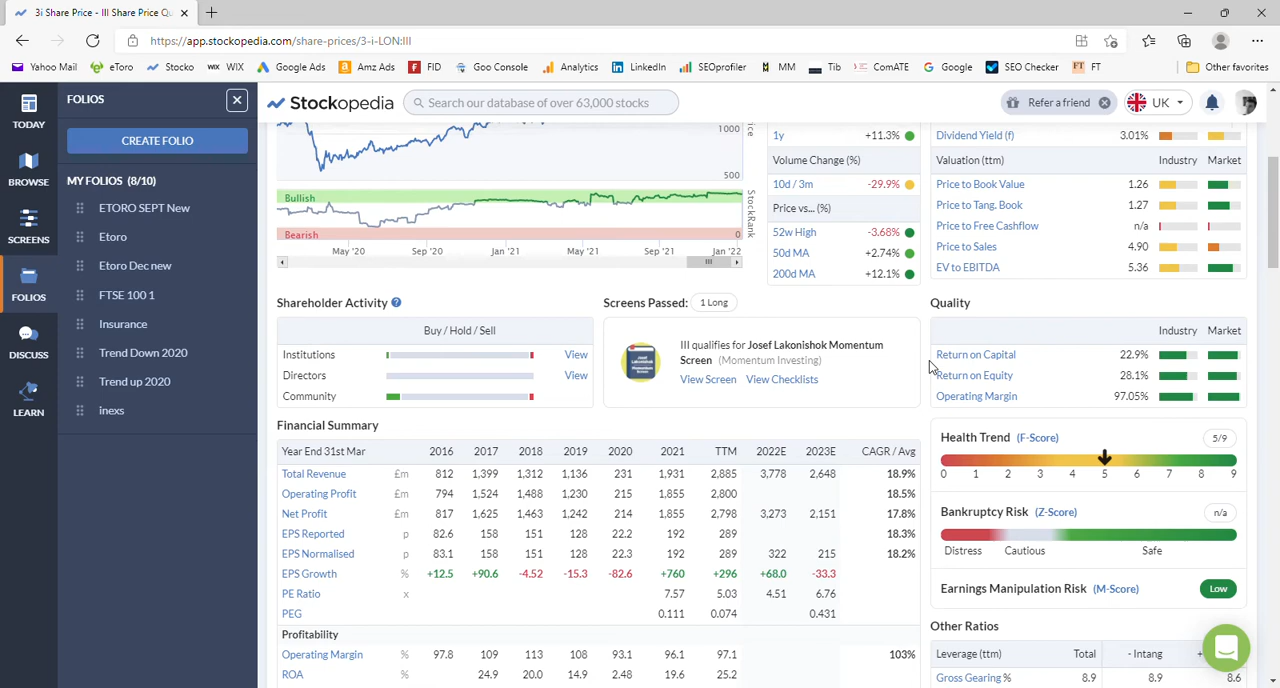 3i Share Price - III Share Price Qu
https://app.stockopedia.com/share-prices/3-i-LON:III
Yahoo Mail eToro Stocko WIX WIX Google Ads Amz Ads FID Goo Console Analytics LinkedIn SEOprofiler MM Tib ComATE Google SEO Checker FT FT Other favorites
FOLIOS
Stockopedia
Search our database of over 63,000 stocks
Refer a friend
UK
TODAY
BROWSE
SCREENS
FOLIOS
DISCUSS
LEARN
CREATE FOLIO
MY FOLIOS (8/10)
ETORO SEPT New
Etoro
Etoro Dec new
FTSE 100 1
Insurance
Trend Down 2020
Trend up 2020
inexs
1000
500
Bullish
Bearish
0
StockRank
May '20 Sep '20 Jan '21 May '21 Sep '21 Jan '22
1y +11.3%
Volume Change (%)
10d / 3m -29.9%
Price vs... (%)
52w High -3.68%
50d MA +2.74%
200d MA +12.1%
Dividend Yield (f) 3.01%
Valuation (ttm) Industry Market
Price to Book Value 1.26
Price to Tang. Book 1.27
Price to Free Cashflow n/a
Price to Sales 4.90
EV to EBITDA 5.36
Shareholder Activity ?
Buy / Hold / Sell
Institutions View
Directors View
Community
Screens Passed: 1 Long
Josef Lakonishok
III qualifies for Josef Lakonishok Momentum
Screen (Momentum Investing)
View Screen View Checklists
Quality
Industry Market
Return on Capital 22.9%
Return on Equity 28.1%
Operating Margin 97.05%
Financial Summary
Year End 31st Mar 2016 2017 2018 2019 2020 2021 TTM 2022E 2023E CAGR / Avg
Total Revenue £m 812 1,399 1,312 1,136 231 1,931 2,885 3,778 2,648 18.9%
Operating Profit £m 794 1,524 1,488 1,230 215 1,855 2,800 18.5%
Net Profit £m 817 1,625 1,463 1,242 214 1,855 2,798 3,273 2,151 17.8%
EPS Reported p 82.6 158 151 128 22.2 192 289 18.3%
EPS Normalised p 83.1 158 151 128 22.3 192 289 322 215 18.2%
EPS Growth % +12.5 +90.6 -4.52 -15.3 -82.6 +760 +296 +68.0 -33.3
PE Ratio x 7.57 5.03 4.51 6.76
PEG 0.111 0.074 0.431
Profitability
Operating Margin % 97.8 109 113 108 93.1 96.1 97.1 103%
ROA % 24.9 20.0 14.9 2.48 19.6 25.2
Health Trend (F-Score) 5/9
0 1 2 3 4 5 6 7 8 9
Bankruptcy Risk (Z-Score) n/a
Distress Cautious Safe
Earnings Manipulation Risk (M-Score) Low
Other Ratios
Leverage (ttm) Total - Intang +
Gross Gearing % 8.9 8.9 8.6